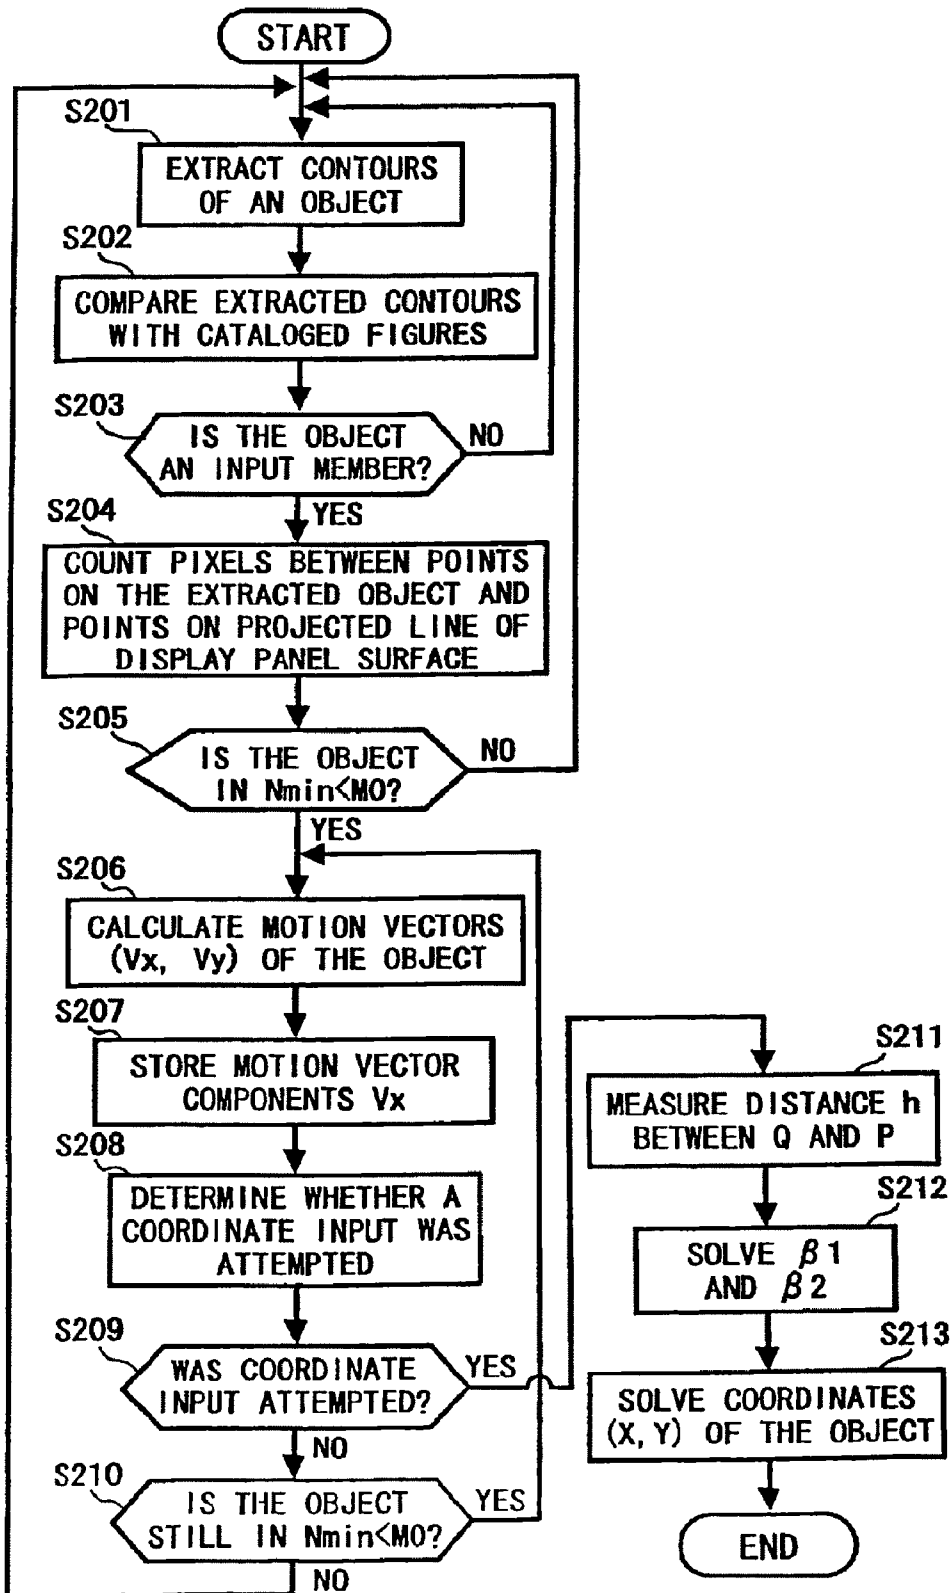 START
S201
EXTRACT CONTOURS
OF AN OBJECT
S202
COMPARE EXTRACTED CONTOURS
WITH CATALOGED FIGURES
S203
IS THE OBJECT
AN INPUT MEMBER?
NO
YES
S204
COUNT PIXELS BETWEEN POINTS
ON THE EXTRACTED OBJECT AND
POINTS ON PROJECTED LINE OF
DISPLAY PANEL SURFACE
S205
IS THE OBJECT
IN Nmin<M0?
NO
YES
S206
CALCULATE MOTION VECTORS
(Vx, Vy) OF THE OBJECT
S207
STORE MOTION VECTOR
COMPONENTS Vx
S208
DETERMINE WHETHER A
COORDINATE INPUT WAS
ATTEMPTED
S209
WAS COORDINATE
INPUT ATTEMPTED?
YES
NO
S210
IS THE OBJECT
STILL IN Nmin<M0?
YES
NO
S211
MEASURE DISTANCE h
BETWEEN Q AND P
S212
SOLVE β1
AND β2
S213
SOLVE COORDINATES
(X, Y) OF THE OBJECT
END